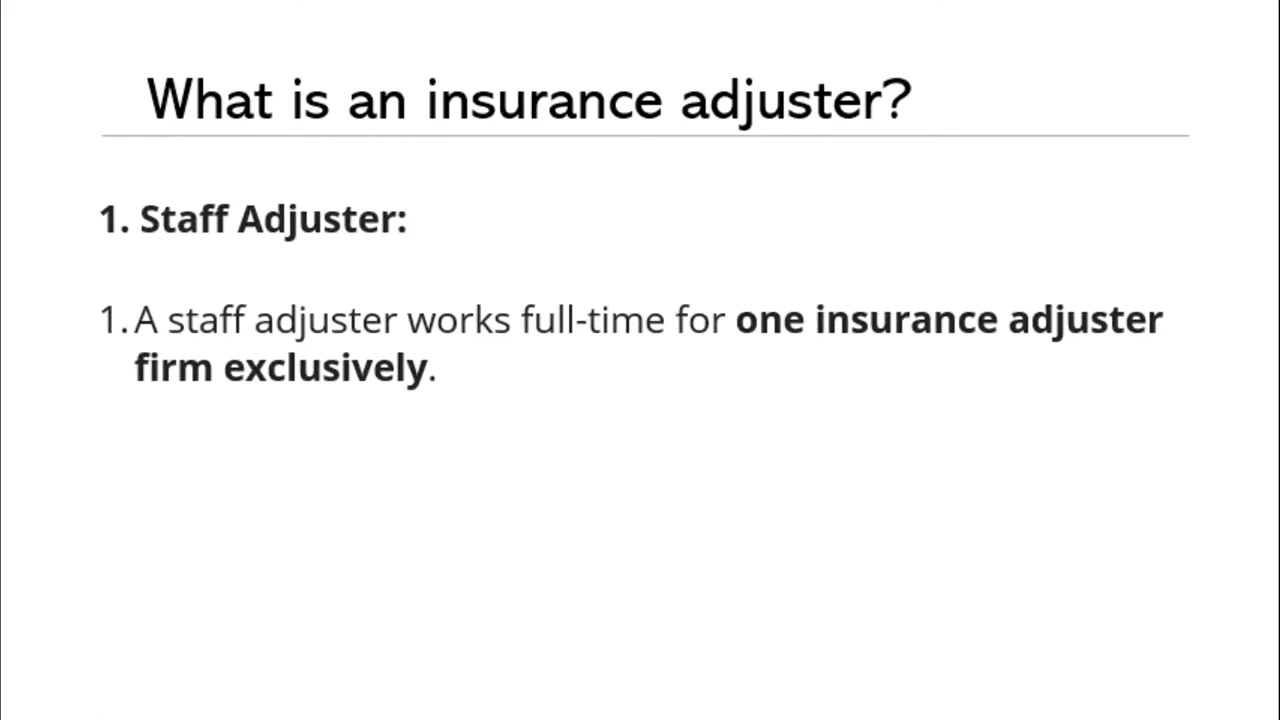 What is an insurance adjuster?
1. Staff Adjuster:
1. A staff adjuster works full-time for one insurance adjuster
firm exclusively.